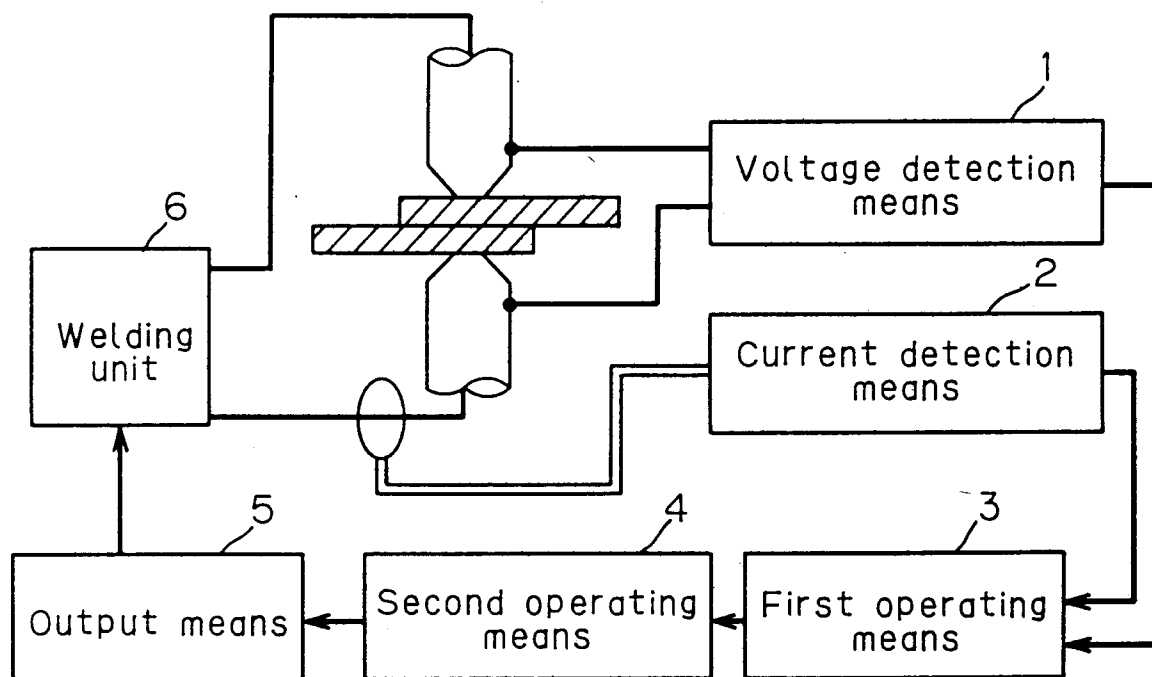 1
Voltage detection
means
6
Welding
unit
2
Current detection
means
5
Output means
4
Second operating
means
3
First operating
means